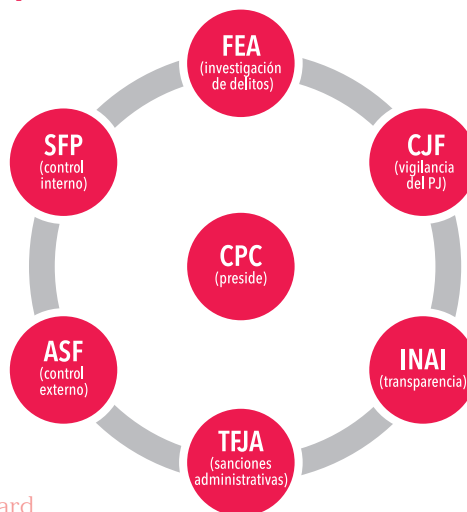 FEA
(investigación
de delitos)
SFP
(control
interno)
CJF
(vigilancia
del PJ)
CPC
(preside)
ASF
(control
externo)
INAI
(transparencia)
TFJA
(sanciones
administrativas)